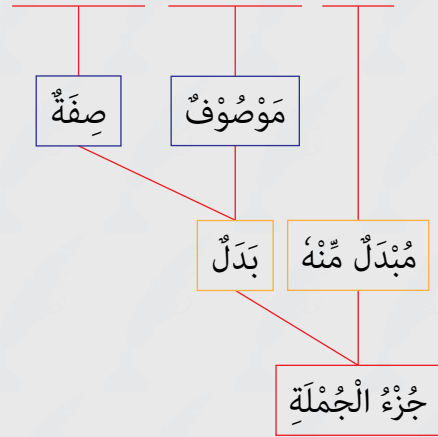 مَوْصُوْفٌ صِفَةٌ
مُبْدَلٌ مِّنْهُ بَدَلٌ
جُزْءُ الْجُمْلَةِ